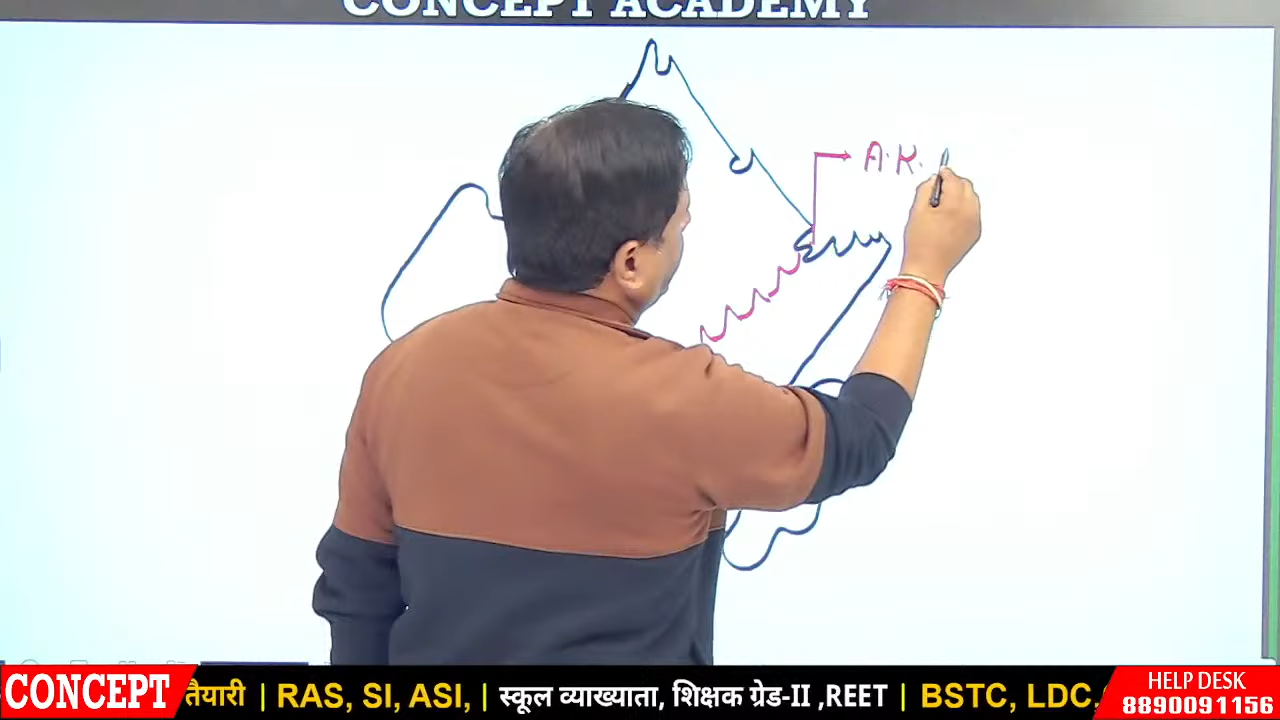 CONCEPT ACADEMY
A.K.
CONCEPT
तैयारी | RAS, SI, ASI, | स्कूल व्याख्याता, शिक्षक ग्रेड-II ,REET | BSTC, LDC,
HELP DESK
8890091156